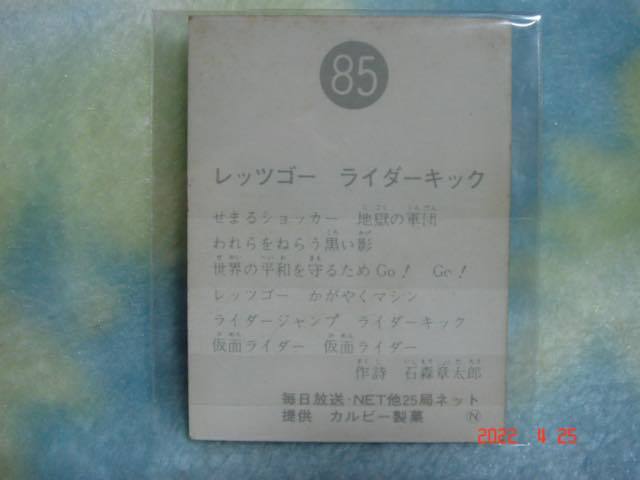 85
レッツゴー　ライダーキック
せまるショッカー　地獄の軍団
われらをねらう黒い影
世界の平和を守るためGo！　Go！
レッツゴー　かがやくマシン
ライダージャンプ　ライダーキック
仮面ライダー　仮面ライダー
作詩　石森章太郎
毎日放送・NET他25局ネット
提供　カルビー製菓　Ⓝ
2022 4 25